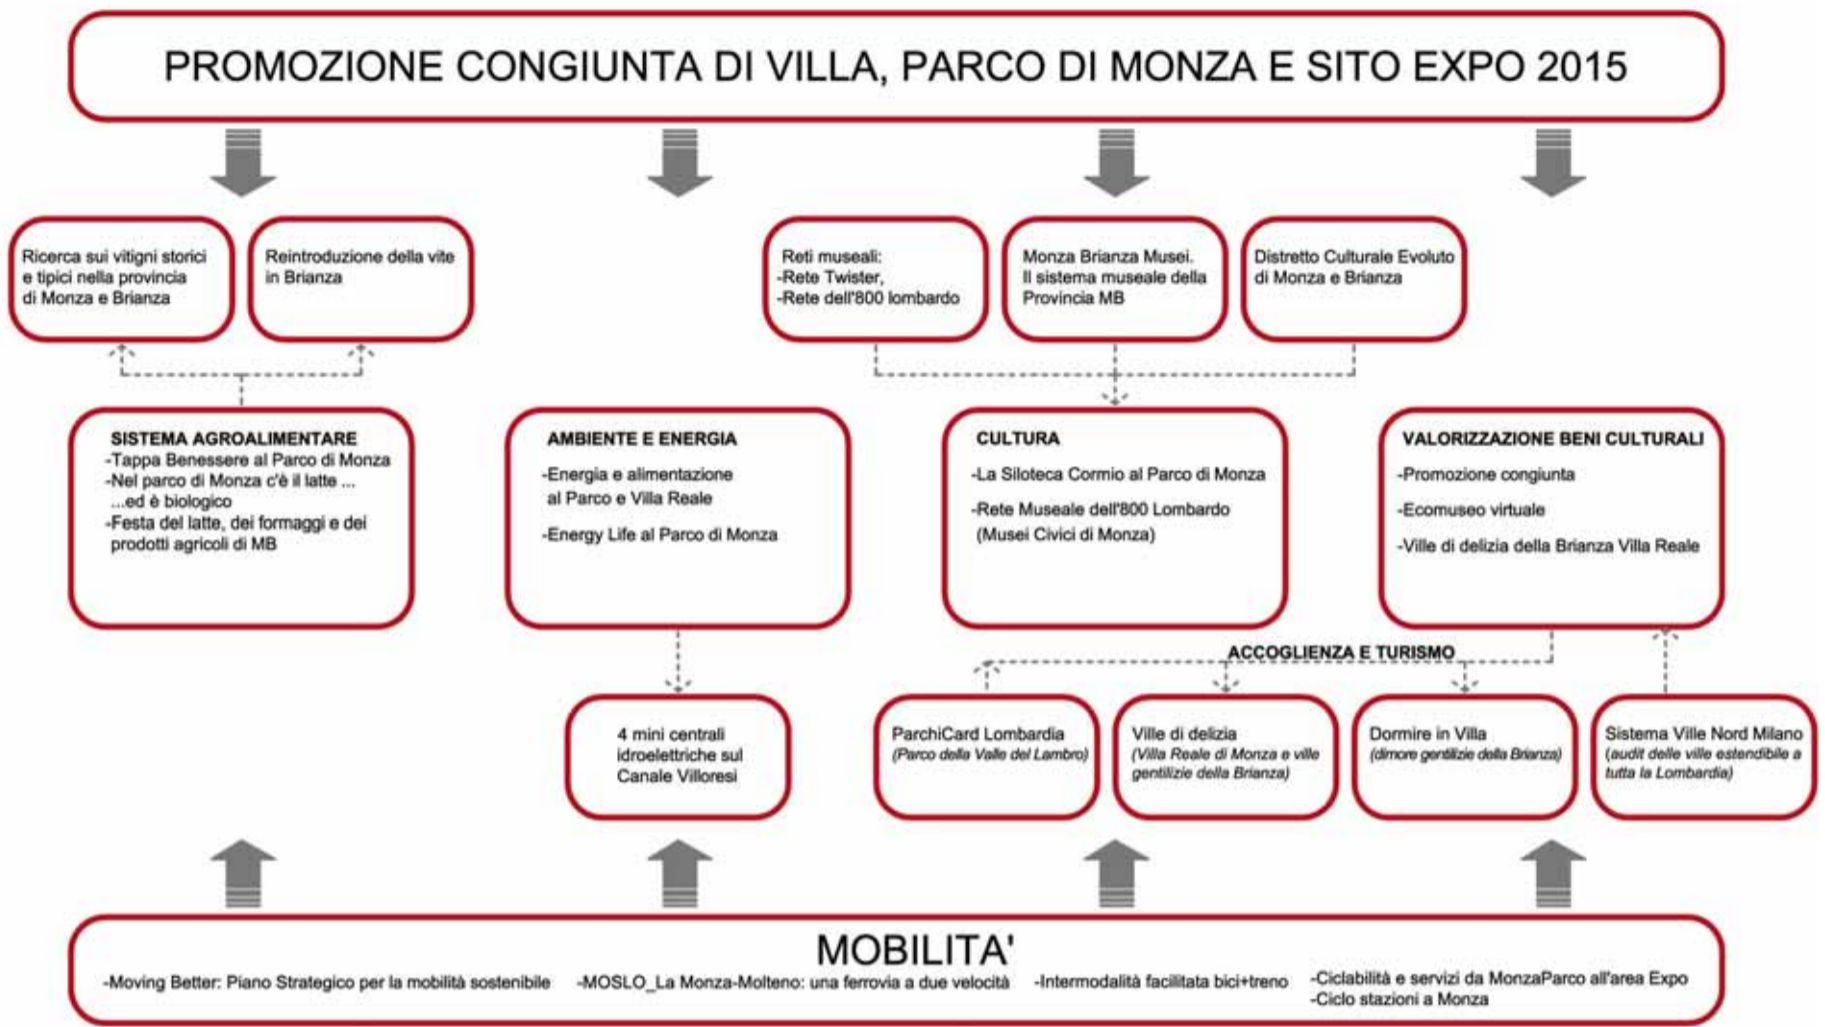 PROMOZIONE CONGIUNTA DI VILLA, PARCO DI MONZA E SITO EXPO 2015
Ricerca sui vitigni storici
e tipici nella provincia
di Monza e Brianza
Reintroduzione della vite
in Brianza
Reti museali:
-Rete Twister,
-Rete dell'800 lombardo
Monza Brianza Musei.
Il sistema museale della
Provincia MB
Distretto Culturale Evoluto
di Monza e Brianza
SISTEMA AGROALIMENTARE
-Tappa Benessere al Parco di Monza
-Nel parco di Monza c'è il latte ...
...ed è biologico
-Festa del latte, dei formaggi e dei
prodotti agricoli di MB
AMBIENTE E ENERGIA
-Energia e alimentazione
al Parco e Villa Reale
-Energy Life al Parco di Monza
CULTURA
-La Siloteca Cormio al Parco di Monza
-Rete Museale dell'800 Lombardo
(Musei Civici di Monza)
VALORIZZAZIONE BENI CULTURALI
-Promozione congiunta
-Ecomuseo virtuale
-Ville di delizia della Brianza Villa Reale
ACCOGLIENZA E TURISMO
4 mini centrali
idroelettriche sul
Canale Villoresi
ParchiCard Lombardia
(Parco della Valle del Lambro)
Ville di delizia
(Villa Reale di Monza e ville
gentilizie della Brianza)
Dormire in Villa
(dimore gentilizie della Brianza)
Sistema Ville Nord Milano
(audit delle ville estendibile a
tutta la Lombardia)
MOBILITA'
-Moving Better: Piano Strategico per la mobilità sostenibile
-MOSLO_La Monza-Molteno: una ferrovia a due velocità
-Intermodalità facilitata bici+treno
-Ciclabilità e servizi da MonzaParco all'area Expo
-Ciclo stazioni a Monza